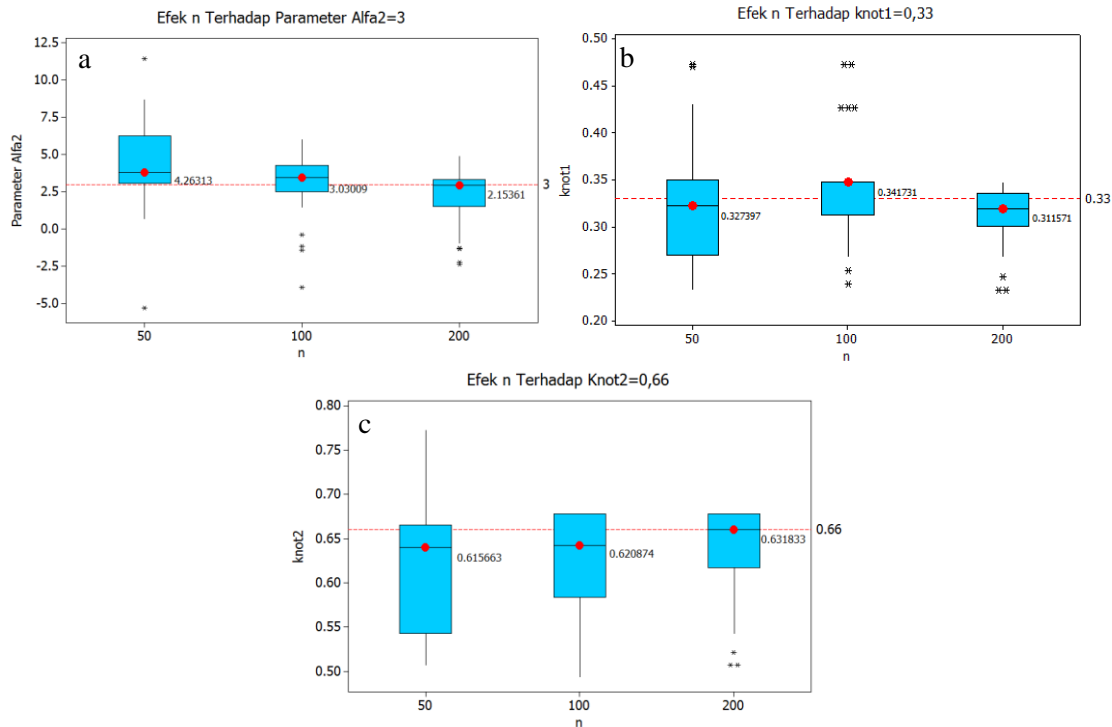 Efek n Terhadap Parameter Alfa2=3
a
12.5
10.0
7.5
5.0
2.5
0.0
-2.5
-5.0
Parameter Alfa2
4.26313
3.03009
2.15361
3
50 100 200
n
Efek n Terhadap knot1=0,33
b
0.50
0.45
0.40
0.35
0.30
0.25
0.20
knot1
0.327397
0.341731
0.311571
0.33
50 100 200
n
Efek n Terhadap Knot2=0,66
c
0.80
0.75
0.70
0.65
0.60
0.55
0.50
knot2
0.615663
0.620874
0.631833
0.66
50 100 200
n